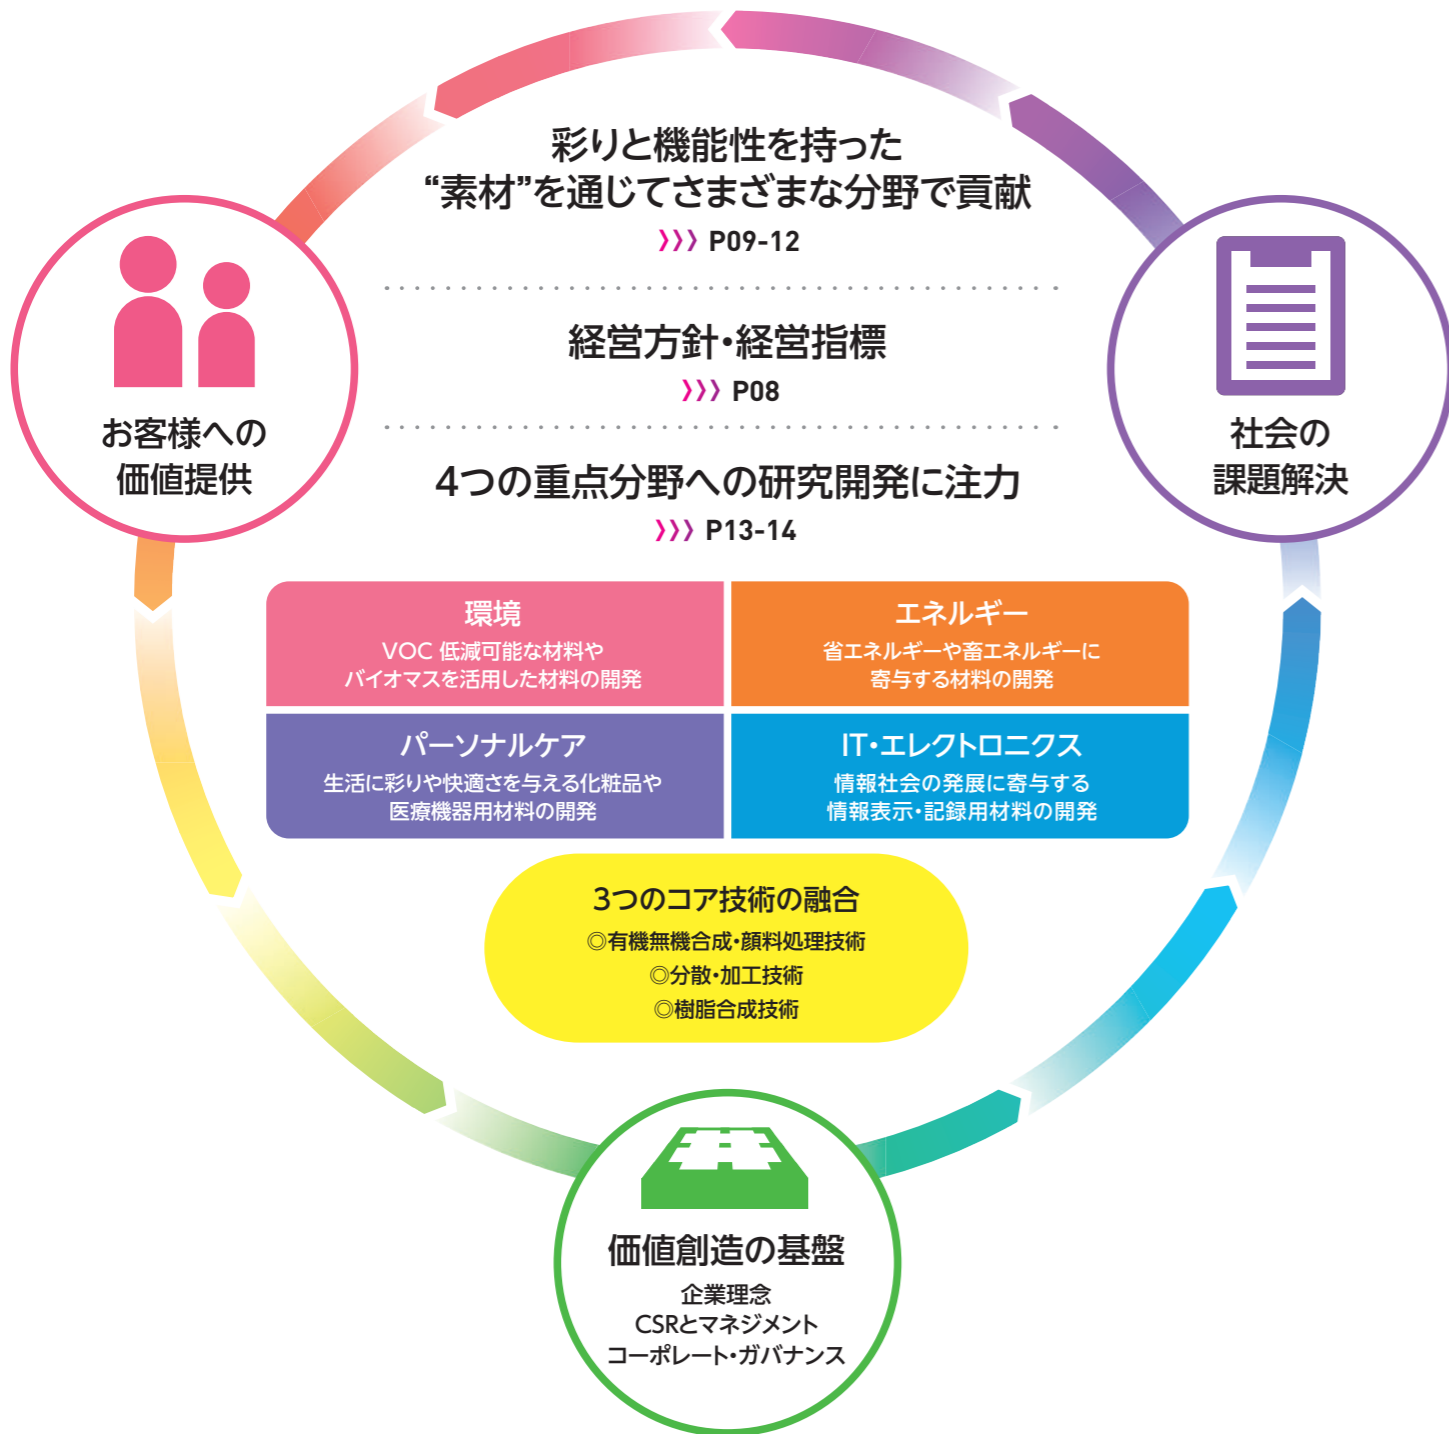 彩りと機能性を持った
“素材”を通じてさまざまな分野で貢献
》》》 P09-12
経営方針・経営指標
》》》 P08
4つの重点分野への研究開発に注力
》》》 P13-14
お客様への
価値提供
社会の
課題解決
環境
VOC 低減可能な材料や
バイオマスを活用した材料の開発
エネルギー
省エネルギーや畜エネルギーに
寄与する材料の開発
パーソナルケア
生活に彩りや快適さを与える化粧品や
医療機器用材料の開発
IT・エレクトロニクス
情報社会の発展に寄与する
情報表示・記録用材料の開発
3つのコア技術の融合
◎有機無機合成・顔料処理技術
◎分散・加工技術
◎樹脂合成技術
価値創造の基盤
企業理念
CSRとマネジメント
コーポレート・ガバナンス